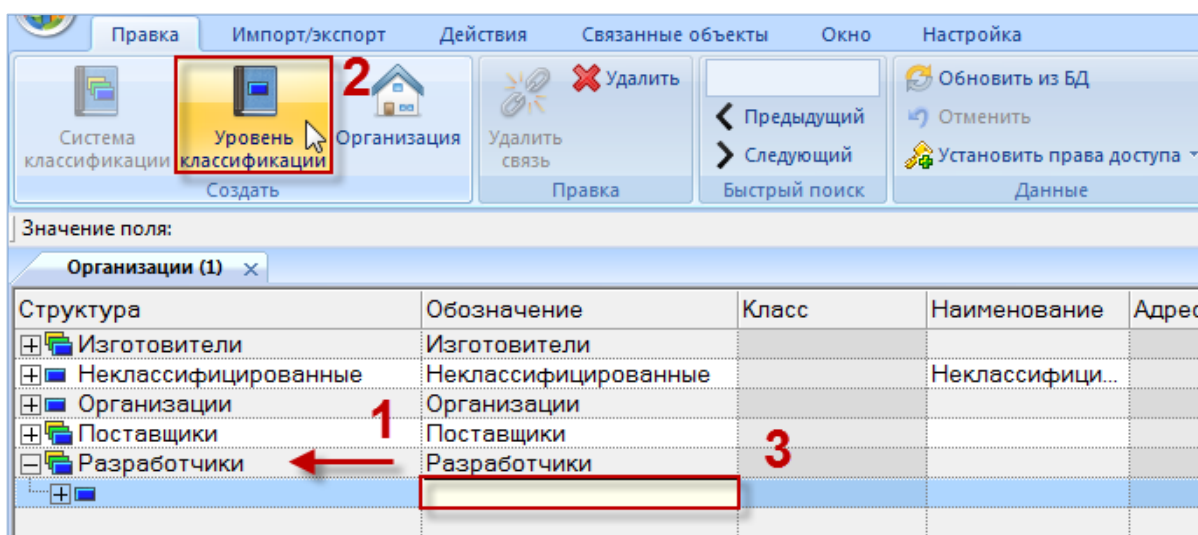 Правка Импорт/экспорт Действия Связанные объекты Окно Настройка
2 Удалить Обновить из БД
Предыдущий Отменить
Система классификации Уровень классификации Организация Удалить связь Следующий Установить права доступа
Создать Правка Быстрый поиск Данные
Значение поля:
Организации (1)
Структура Обозначение Класс Наименование Адрес
Изготовители Изготовители
Неклассифицированные Неклассифицированные Неклассифици...
Организации Организации
1
Поставщики Поставщики
3
Разработчики Разработчики